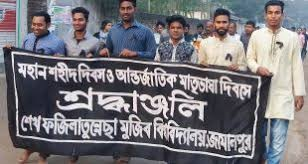 মহান শহীদ দিবস ও আন্তর্জাতিক মাতৃভাষা দিবসে
শ্রদ্ধাঞ্জলি
শেখ ফজিলাতুন্নেছা মুজিব বিশ্ববিদ্যালয়, জামালপুর